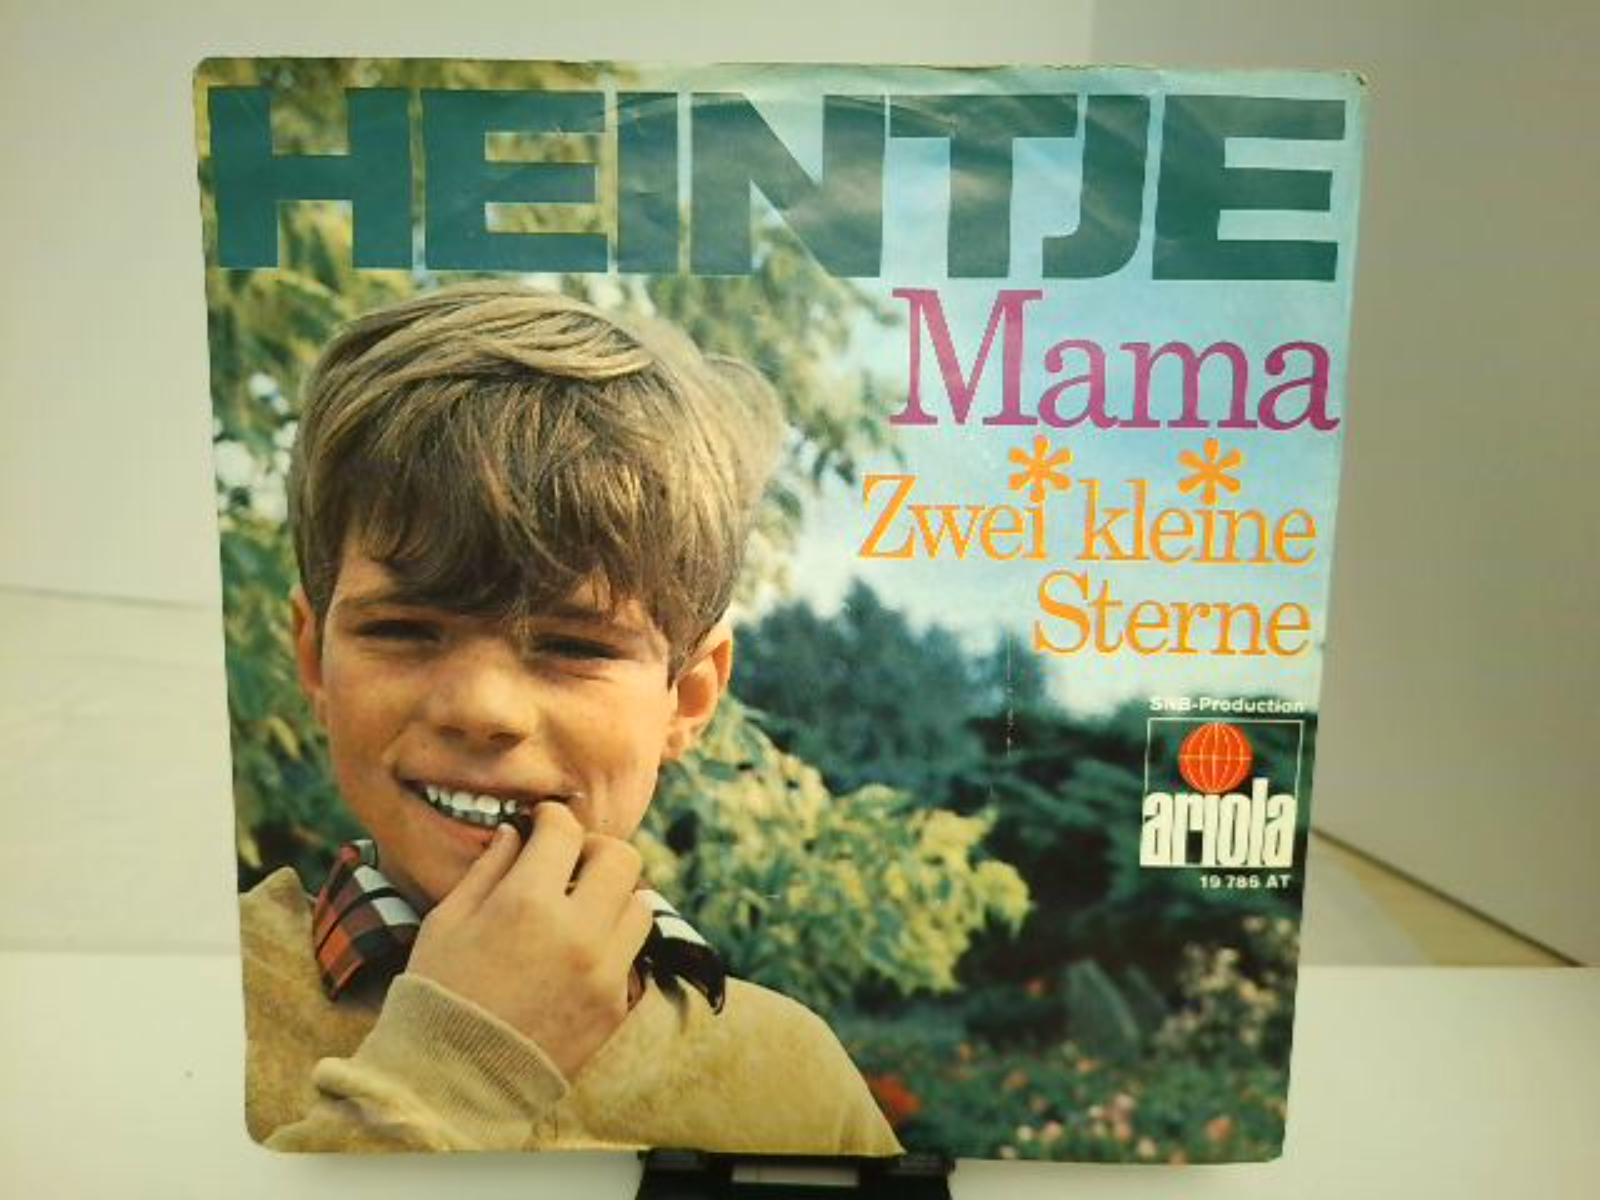 HEINTJE
Mama
Zwei kleine
Sterne
SNB-Production
ariola
19 786 AT